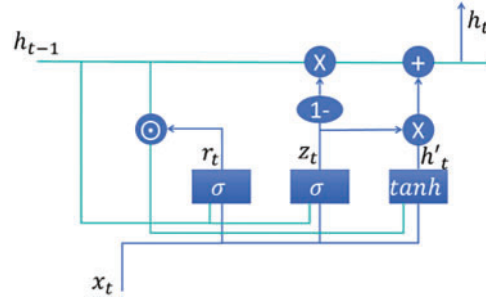 h_t
h_{t-1}
X
+
1-
⊙
X
r_t
z_t
h'_t
σ
σ
tanh
x_t